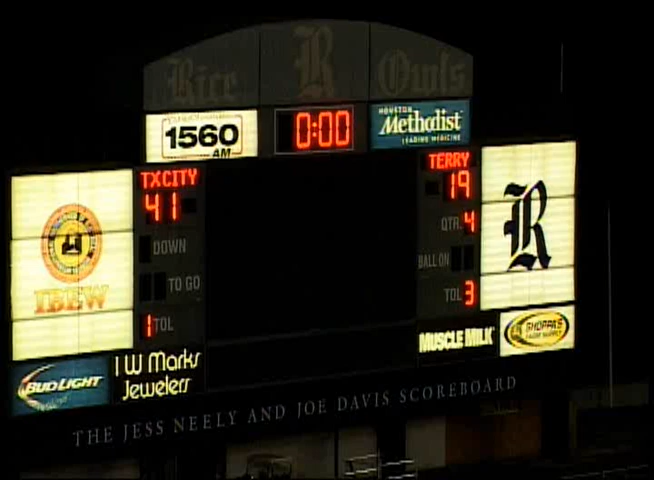 Rice R Owls
1560
AM
0:00
HOUSTON
Methodist
LEADING MEDICINE
TXCITY
41
DOWN
TO GO
1 TOL
TERRY
19
QTR. 4
BALL ON
TOL 3
IBEW
R
BUD LIGHT
I W Marks
Jewelers
MUSCLE MILK
THE JESS NEELY AND JOE DAVIS SCOREBOARD